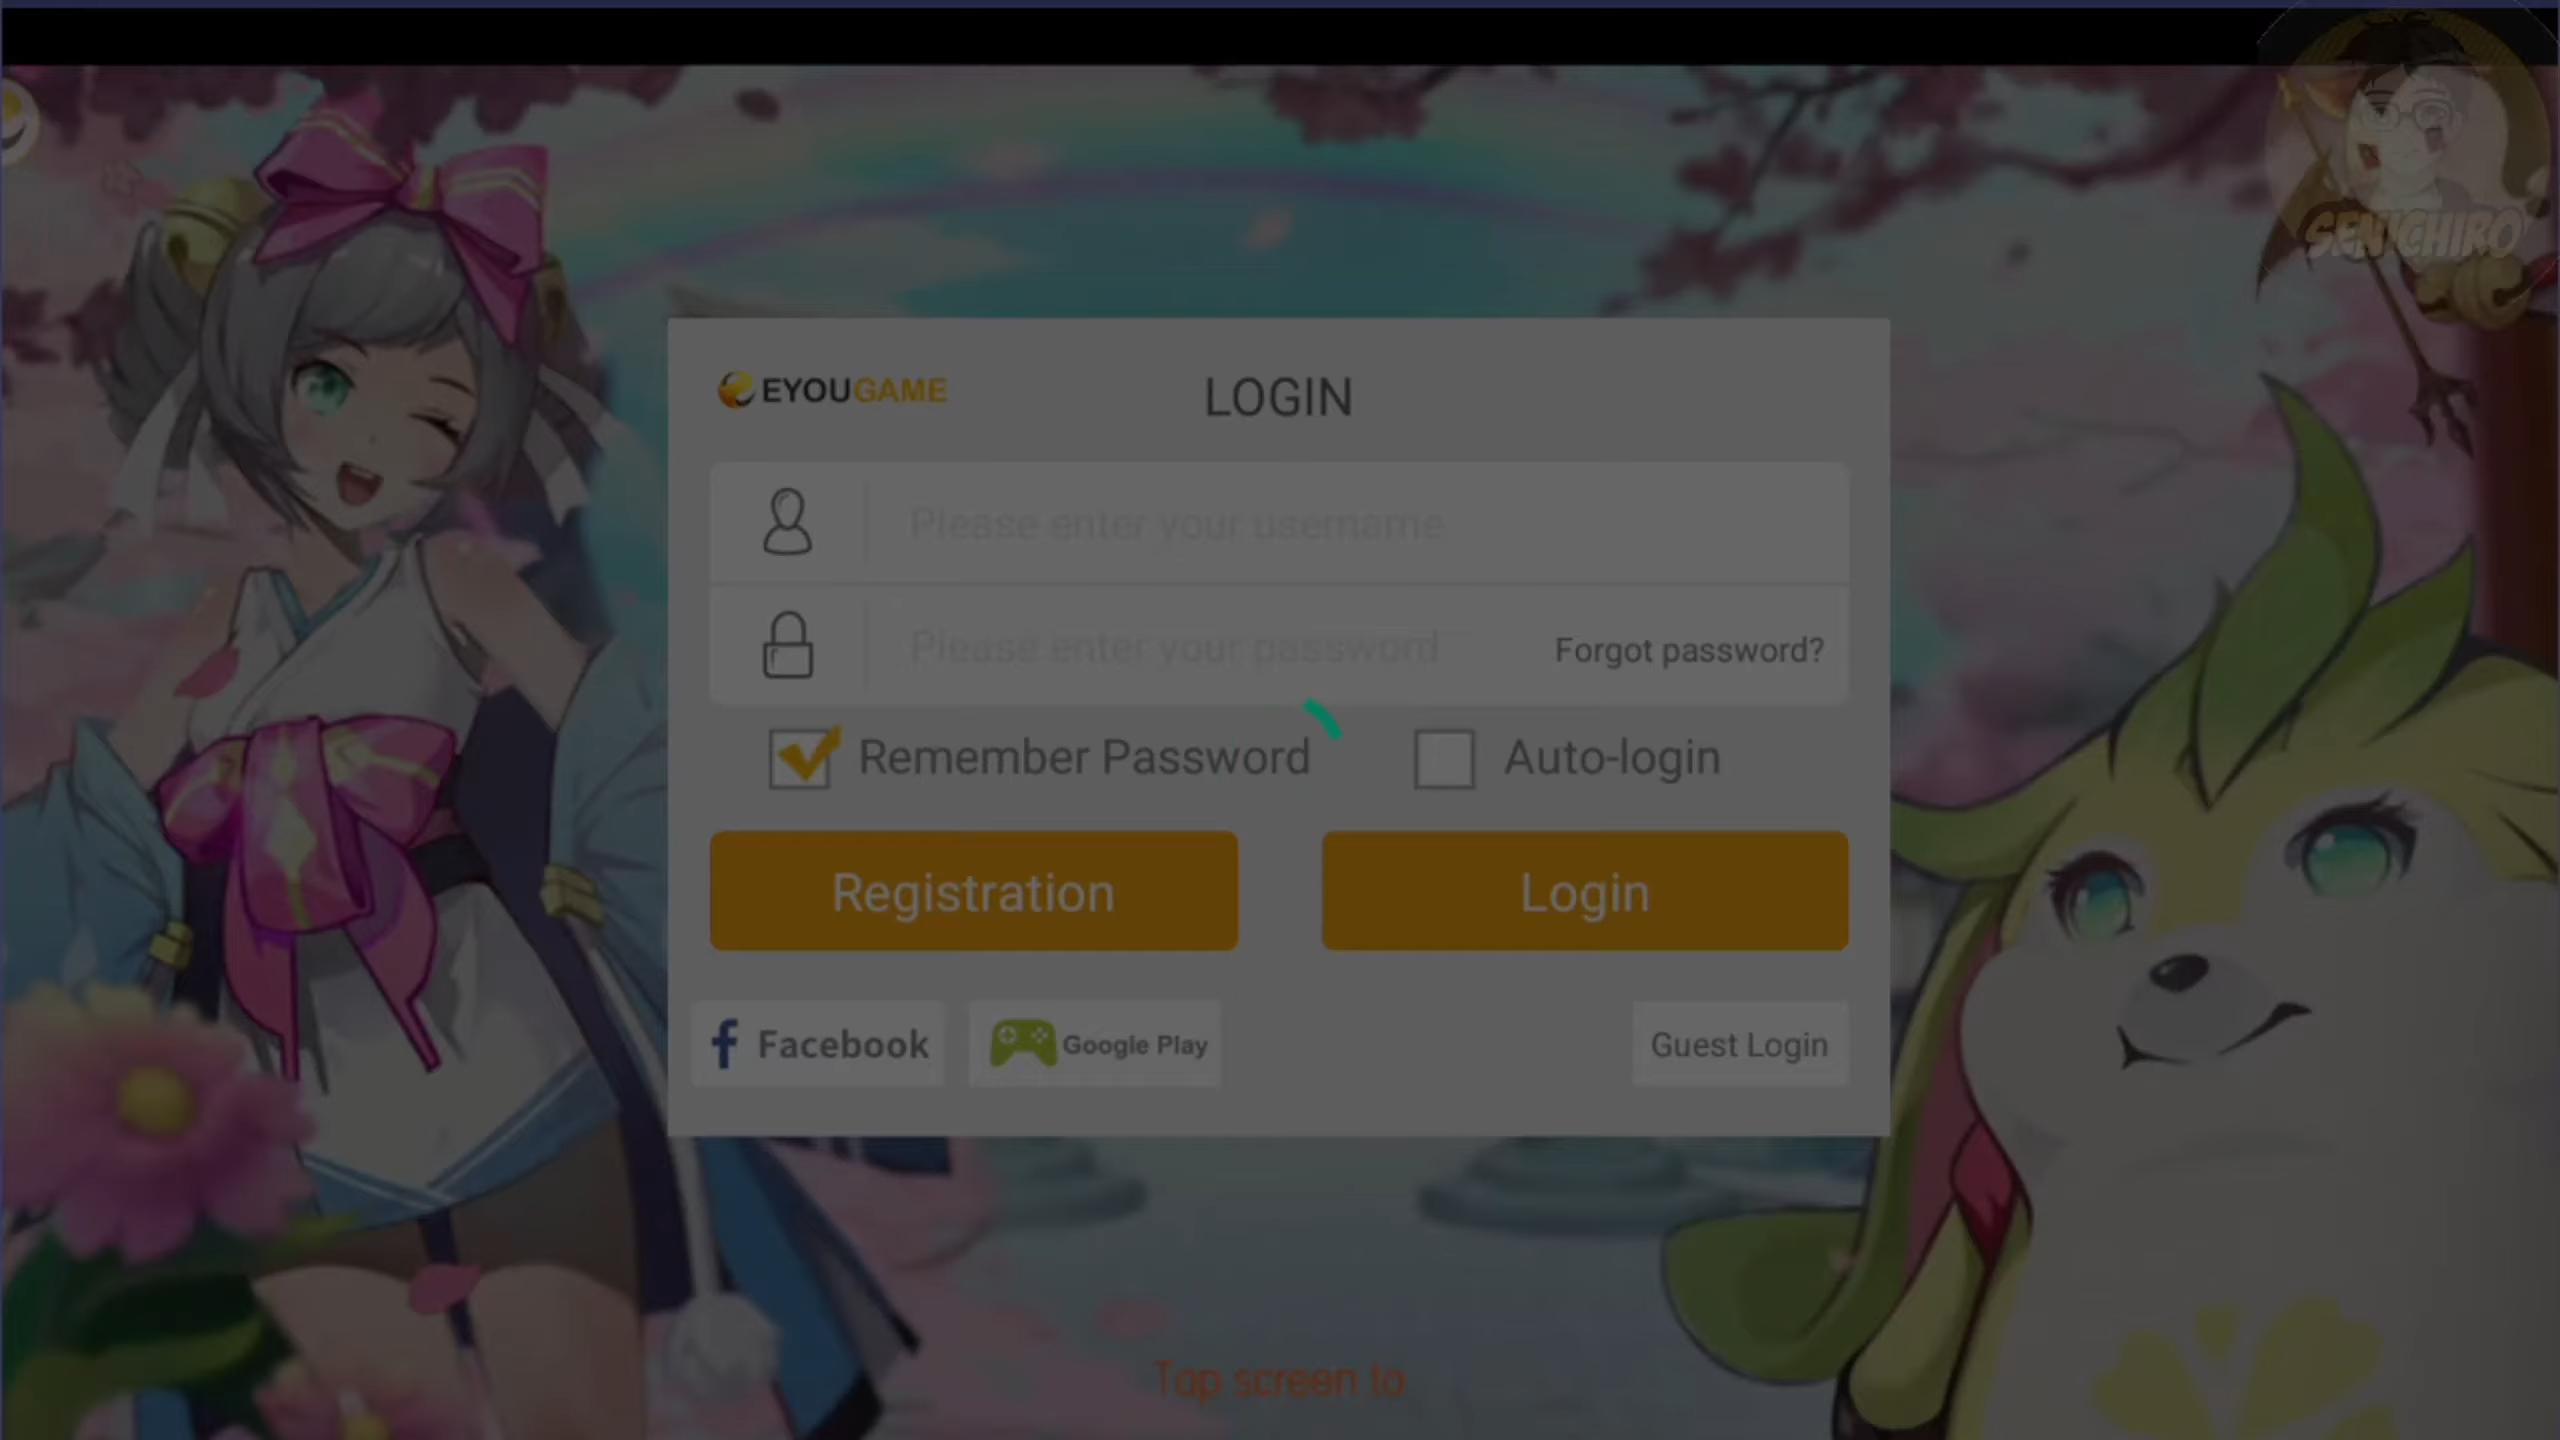 SENICHIRO
EYOUGAME
LOGIN
Please enter your username
Please enter your password
Forgot password?
Remember Password
Auto-login
Registration
Login
Facebook
Google Play
Guest Login
Tap screen to